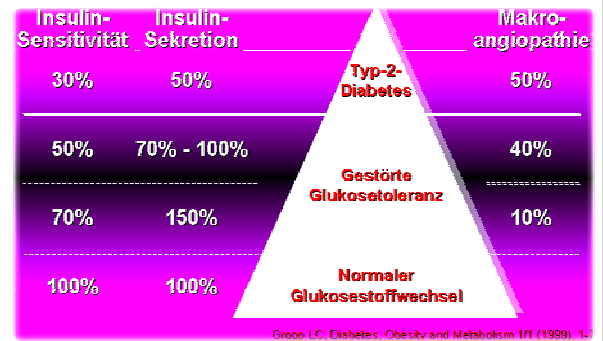 Insulin- Insulin- Makro-
Sensitivität Sekretion angiopathie
30% 50% Typ-2- Diabetes 50%
50% 70% - 100% 40%
Gestörte
Glukosetoleranz
70% 150% 10%
100% 100% Normaler
Glukosestoffwechsel
Groop LC, Diabetes, Obesity and Metabolism 1/1 (1999), 1-